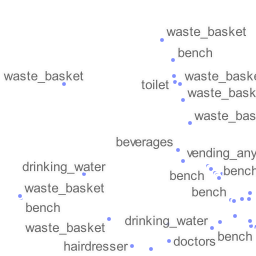 waste_basket
bench
waste_basket
toilet
waste_baske
waste_bask
waste_bas
beverages
vending_any
drinking_water
bench
bench
waste_basket
bench
bench
drinking_water
waste_basket
hairdresser
doctors
bench